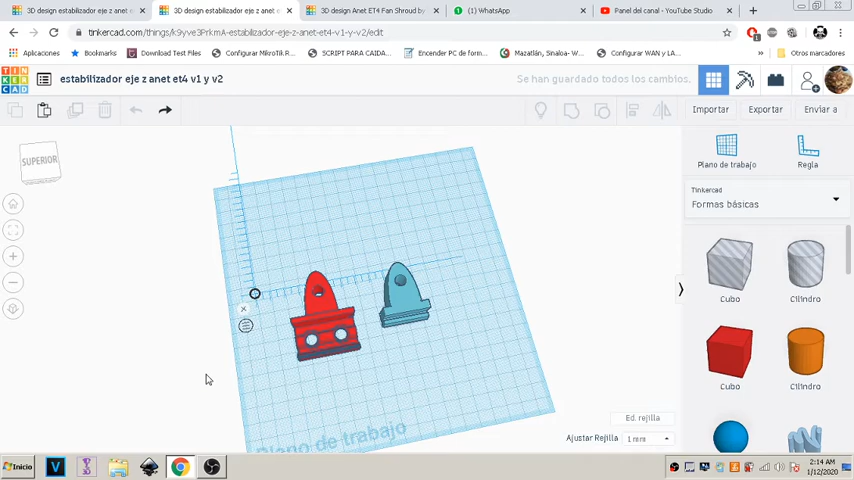 3D design estabilizador eje z anet e
3D design estabilizador eje z anet e
3D design Anet ET4 Fan Shroud by
(1) WhatsApp
Panel del canal - YouTube Studio
tinkercad.com/things/k9yve3PrkmA-estabilizador-eje-z-anet-et4-v1-y-v2/edit
Aplicaciones
Bookmarks
Download Test Files
Configurar MikroTiK R
SCRIPT PARA CAIDA...
Encender PC de form
Mazatlán, Sinaloa- W
Configurar WAN y LA
»
Otros marcadores
TIN
KER
CAD
estabilizador eje z anet et4 v1 y v2
Se han guardado todos los cambios.
Importar
Exportar
Enviar a
SUPERIOR
Plano de trabajo
Regla
Tinkercad
Formas básicas
Cubo
Cilindro
Cubo
Cilindro
Plano de trabajo
Ed. rejilla
Ajustar Rejilla
1 mm
Inicio
2:14 AM
1/12/2020